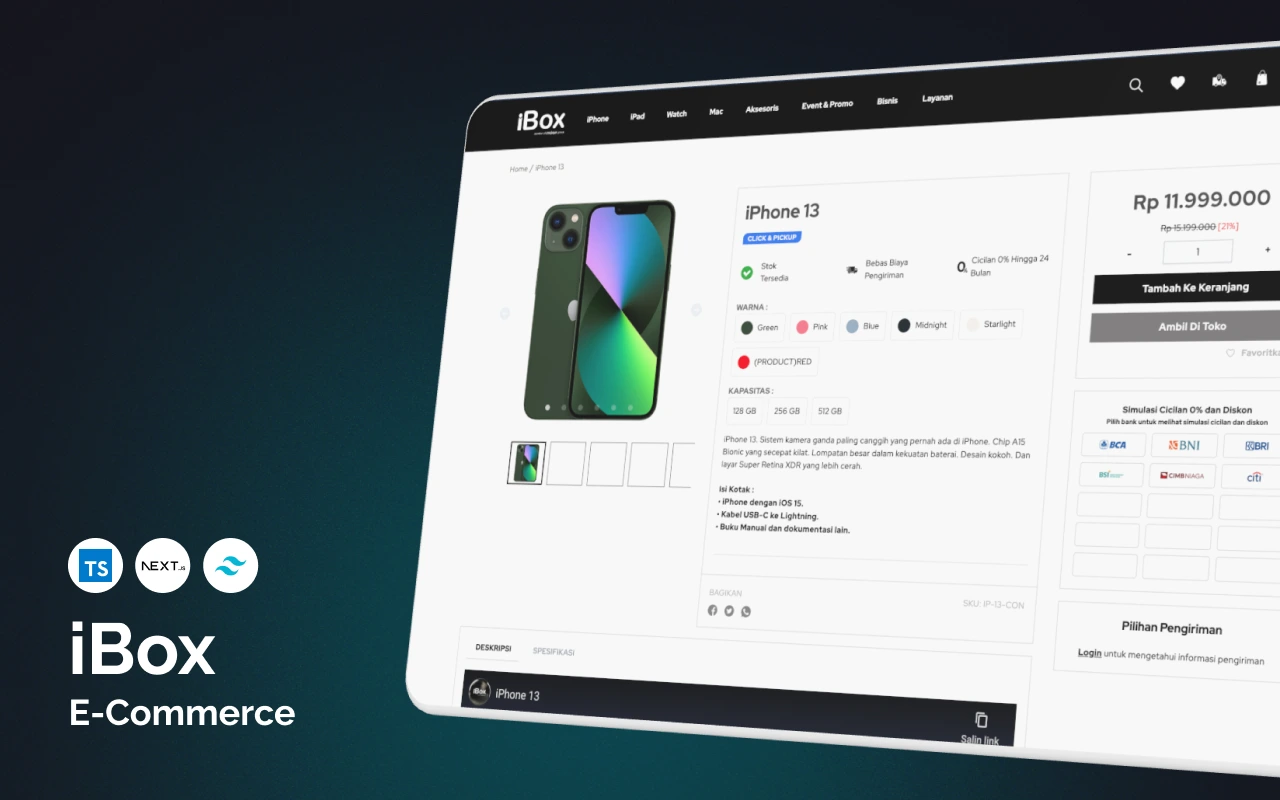 iBox
iPhone
iPad
Watch
Mac
Aksesoris
Event & Promo
Bisnis
Layanan
Home / iPhone 13
iPhone 13
CLICK & PICKUP
Stok
Tersedia
Bebas Biaya
Pengiriman
0%
Cicilan 0% Hingga 24
Bulan
WARNA :
Green
Pink
Blue
Midnight
Starlight
(PRODUCT)RED
KAPASITAS :
128 GB
256 GB
512 GB
iPhone 13. Sistem kamera ganda paling canggih yang pernah ada di iPhone. Chip A15
Bionic yang secepat kilat. Lompatan besar dalam kekuatan baterai. Desain kokoh. Dan
layar Super Retina XDR yang lebih cerah.
Isi Kotak :
• iPhone dengan iOS 15.
• Kabel USB-C ke Lightning.
• Buku Manual dan dokumentasi lain.
BAGIKAN
SKU: IP-13-CON
Rp 11.999.000
Rp 15.199.000 [21%]
-
1
+
Tambah Ke Keranjang
Ambil Di Toko
Favoritka
Simulasi Cicilan 0% dan Diskon
Pilih bank untuk melihat simulasi cicilan dan diskon
BCA
BNI
BRI
BSI
CIMBNIAGA
citi
Pilihan Pengiriman
Login untuk mengetahui informasi pengiriman
DESKRIPSI
SPESIFIKASI
iBox
iPhone 13
Salin link
TS
NEXT.JS
iBox
E-Commerce